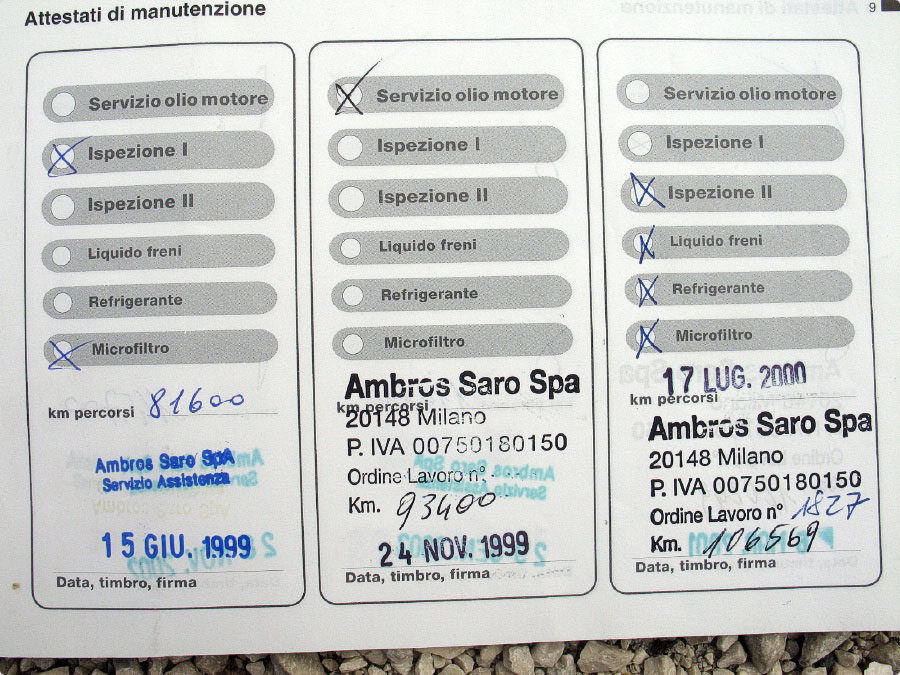 Attestati di manutenzione
9
Servizio olio motore
Ispezione I
Ispezione II
Liquido freni
Refrigerante
Microfiltro
km percorsi 81600
Ambros Saro SpA
Servizio Assistenza
15 GIU. 1999
Data, timbro, firma
Servizio olio motore
Ispezione I
Ispezione II
Liquido freni
Refrigerante
Microfiltro
Ambros Saro Spa
km percorsi
20148 Milano
P. IVA 00750180150
Ordine Lavoro n°
Km. 93400
24 NOV. 1999
Data, timbro, firma
Servizio olio motore
Ispezione I
Ispezione II
Liquido freni
Refrigerante
Microfiltro
17 LUG. 2000
km percorsi
Ambros Saro Spa
20148 Milano
P. IVA 00750180150
Ordine Lavoro n° 1827
Km. 106569
Data, timbro, firma